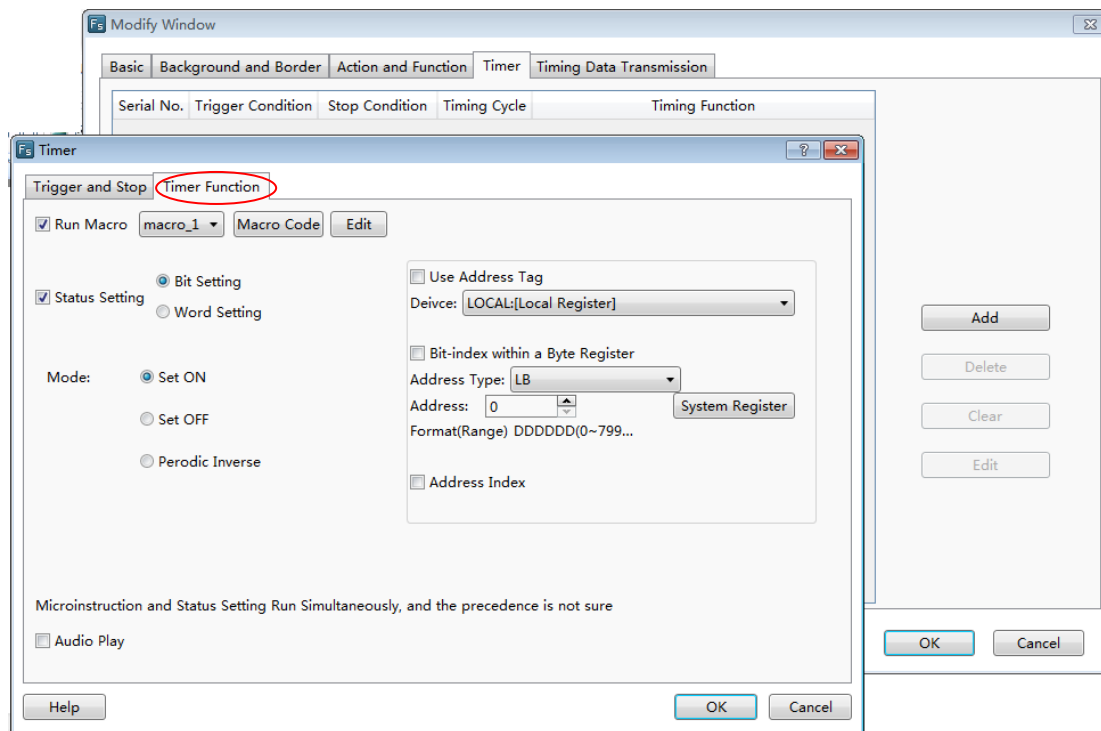 Fs Modify Window
Basic Background and Border Action and Function Timer Timing Data Transmission
Serial No. Trigger Condition Stop Condition Timing Cycle Timing Function
Fs Timer
Trigger and Stop Timer Function
Run Macro macro_1 Macro Code Edit
Status Setting
Bit Setting
Word Setting
Mode:
Set ON
Set OFF
Perodic Inverse
Use Address Tag
Deivce: LOCAL:[Local Register]
Bit-index within a Byte Register
Address Type: LB
Address: 0 System Register
Format(Range) DDDDDD(0~799...
Address Index
Microinstruction and Status Setting Run Simultaneously, and the precedence is not sure
Audio Play
Help OK Cancel
Add
Delete
Clear
Edit
OK Cancel